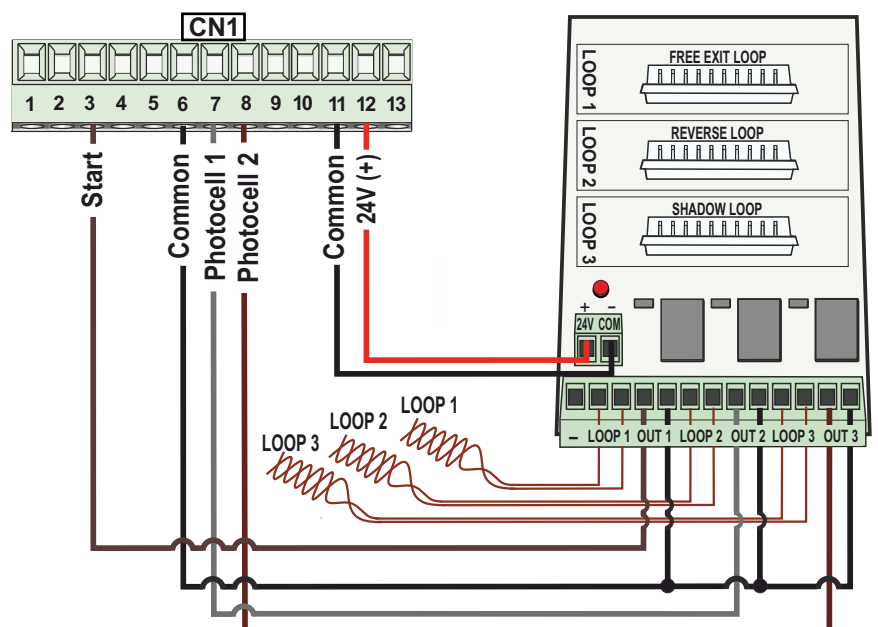 CN1
1 2 3 4 5 6 7 8 9 10 11 12 13
Start
Common
Photocell 1
Photocell 2
Common
24V (+)
LOOP 1
FREE EXIT LOOP
LOOP 2
REVERSE LOOP
LOOP 3
SHADOW LOOP
+ −
24V COM
− LOOP 1 OUT 1 LOOP 2 OUT 2 LOOP 3 OUT 3
LOOP 1
LOOP 2
LOOP 3